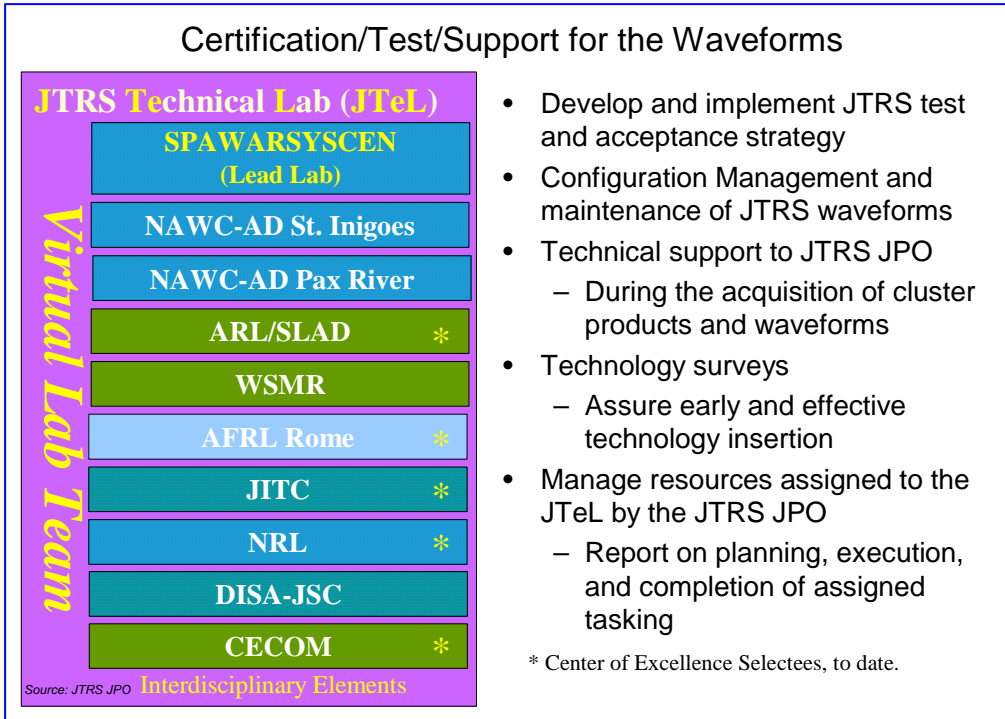 Certification/Test/Support for the Waveforms
JTRS Technical Lab (JTeL)
Virtual Lab Team
SPAWARSYSCEN
(Lead Lab)
NAWC-AD St. Inigoes
NAWC-AD Pax River
ARL/SLAD *
WSMR
AFRL Rome *
JITC *
NRL *
DISA-JSC
CECOM *
Source: JTRS JPO Interdisciplinary Elements
• Develop and implement JTRS test
and acceptance strategy
• Configuration Management and
maintenance of JTRS waveforms
• Technical support to JTRS JPO
– During the acquisition of cluster
products and waveforms
• Technology surveys
– Assure early and effective
technology insertion
• Manage resources assigned to the
JTeL by the JTRS JPO
– Report on planning, execution,
and completion of assigned
tasking
* Center of Excellence Selectees, to date.